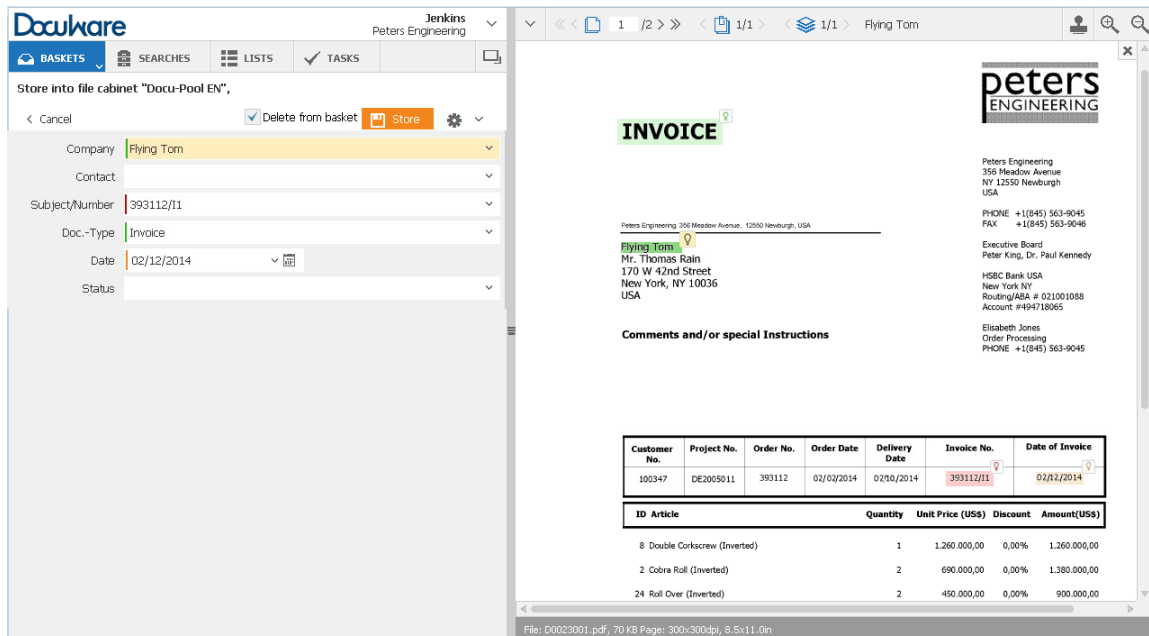 DocuWare
Jenkins
Peters Engineering
BASKETS
SEARCHES
LISTS
TASKS
Store into file cabinet "Docu-Pool EN",
Cancel
Delete from basket
Store
Company Flying Tom
Contact
Subject/Number 393112/I1
Doc.-Type Invoice
Date 02/12/2014
Status
1 /2 1/1 1/1 Flying Tom
peters
ENGINEERING
INVOICE
Peters Engineering
356 Meadow Avenue
NY 12550 Newburgh
USA
PHONE +1(845) 563-9045
FAX +1(845) 563-9046
Executive Board
Peter King, Dr. Paul Kennedy
HSBC Bank USA
New York NY
Routing/ABA # 021001088
Account #494718065
Elisabeth Jones
Order Processing
PHONE +1(845) 563-9045
Peters Engineering, 356 Meadow Avenue, 12550 Newburgh, USA
Flying Tom
Mr. Thomas Rain
170 W 42nd Street
New York, NY 10036
USA
Comments and/or special Instructions
Customer No. Project No. Order No. Order Date Delivery Date Invoice No. Date of Invoice
100347 DE2005011 393112 02/02/2014 02/10/2014 393112/I1 02/12/2014
ID Article Quantity Unit Price (US$) Discount Amount(US$)
8 Double Corkscrew (Inverted) 1 1.260.000,00 0,00% 1.260.000,00
2 Cobra Roll (Inverted) 2 690.000,00 0,00% 1.380.000,00
24 Roll Over (Inverted) 2 450.000,00 0,00% 900.000,00
File: D0023001.pdf, 70 KB Page: 300x300dpi, 8.5x11.0in